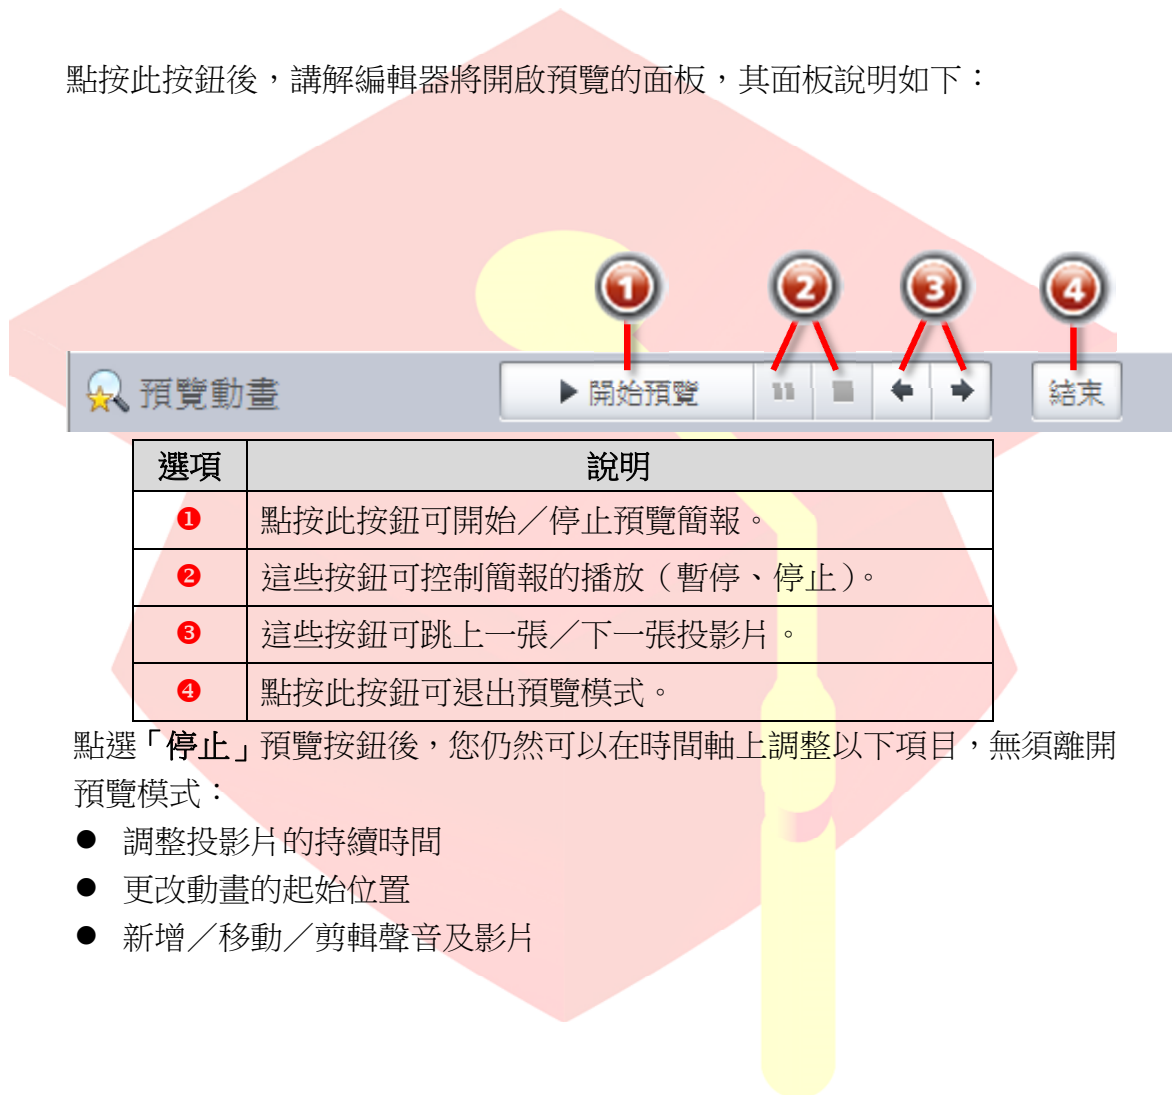 點按此按鈕後，講解編輯器將開啟預覽的面板，其面板說明如下：
1 2 3 4
預覽動畫 ▶開始預覽 結束
選項 說明
❶ 點按此按鈕可開始／停止預覽簡報。
❷ 這些按鈕可控制簡報的播放（暫停、停止）。
❸ 這些按鈕可跳上一張／下一張投影片。
❹ 點按此按鈕可退出預覽模式。
點選「停止」預覽按鈕後，您仍然可以在時間軸上調整以下項目，無須離開
預覽模式：
● 調整投影片的持續時間
● 更改動畫的起始位置
● 新增／移動／剪輯聲音及影片